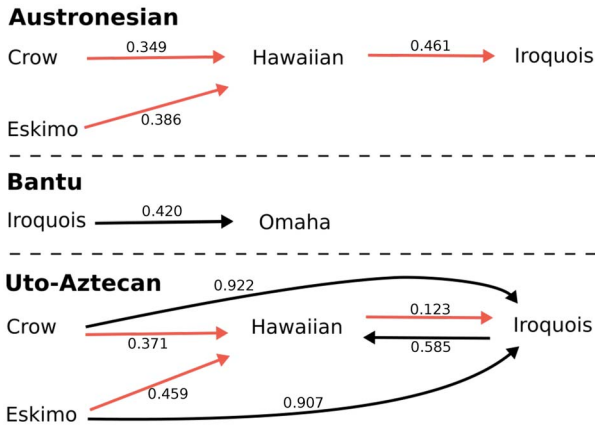 Austronesian
0.349
0.461
Crow
Hawaiian
Iroquois
0.386
Eskimo
Bantu
0.420
Iroquois
Omaha
Uto-Aztecan
0.922
0.123
Crow
Hawaiian
Iroquois
0.371
0.585
0.459
0.907
Eskimo